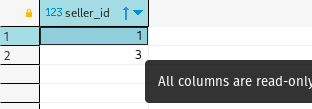 123 seller_id
1 1
2 3
All columns are read-only